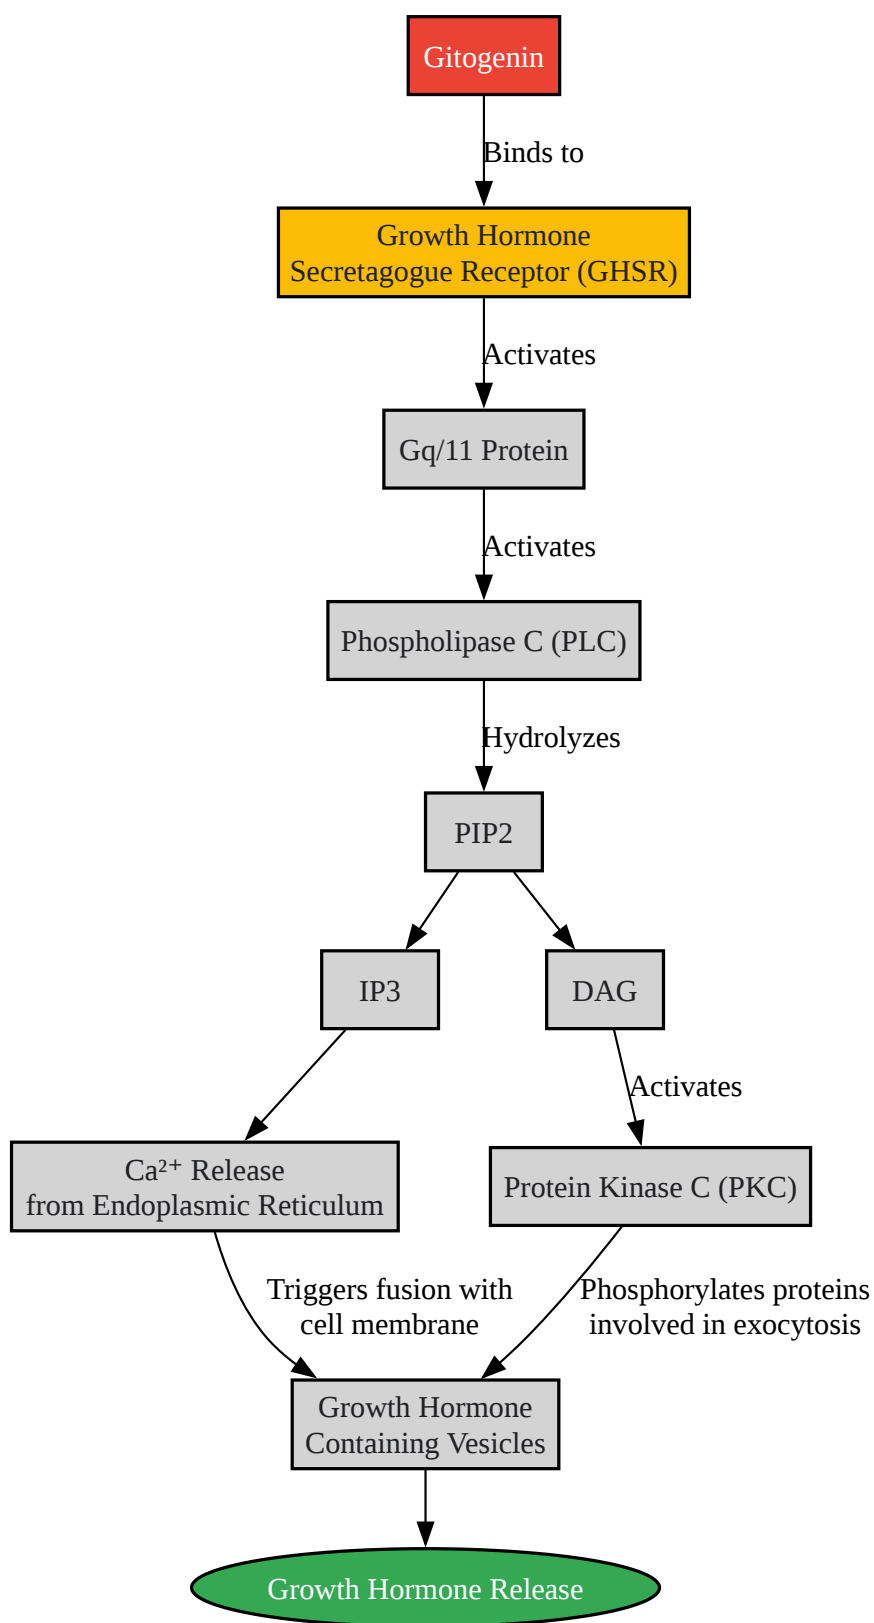 Gitogenin
Binds to
Growth Hormone
Secretagogue Receptor (GHSR)
Activates
Gq/11 Protein
Activates
Phospholipase C (PLC)
Hydrolyzes
PIP2
IP3
DAG
Activates
Ca²⁺ Release
from Endoplasmic Reticulum
Protein Kinase C (PKC)
Triggers fusion with
cell membrane
Phosphorylates proteins
involved in exocytosis
Growth Hormone
Containing Vesicles
Growth Hormone Release